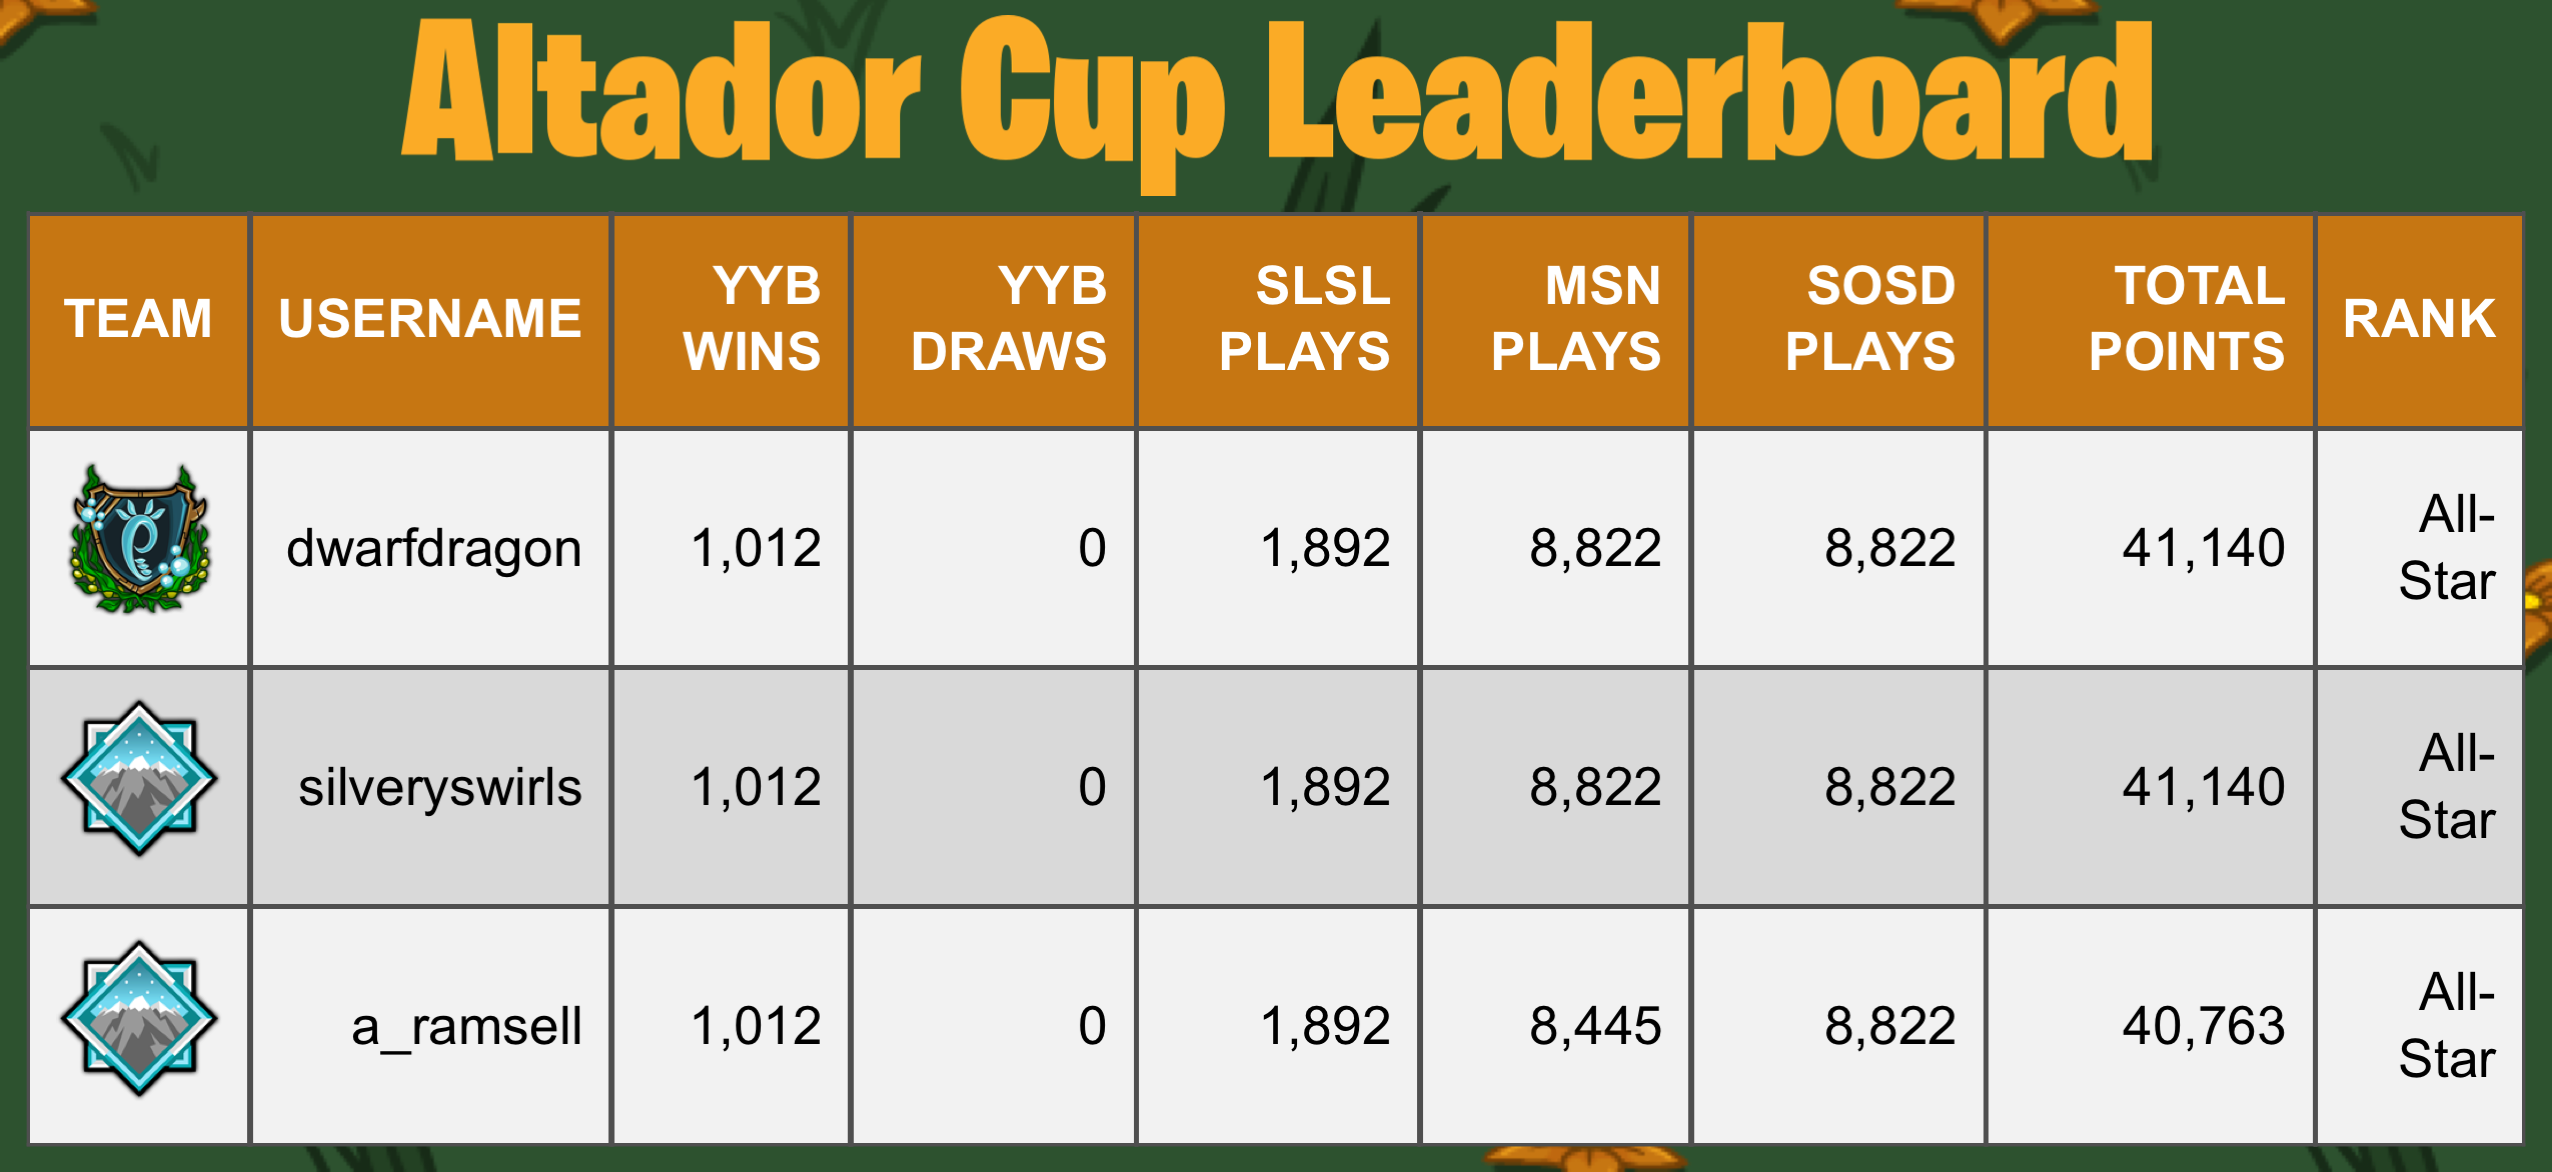 Altador Cup Leaderboard
TEAM USERNAME YYB WINS YYB DRAWS SLSL PLAYS MSN PLAYS SOSD PLAYS TOTAL POINTS RANK
dwarfdragon 1,012 0 1,892 8,822 8,822 41,140 All-Star
silveryswirls 1,012 0 1,892 8,822 8,822 41,140 All-Star
a_ramsell 1,012 0 1,892 8,445 8,822 40,763 All-Star